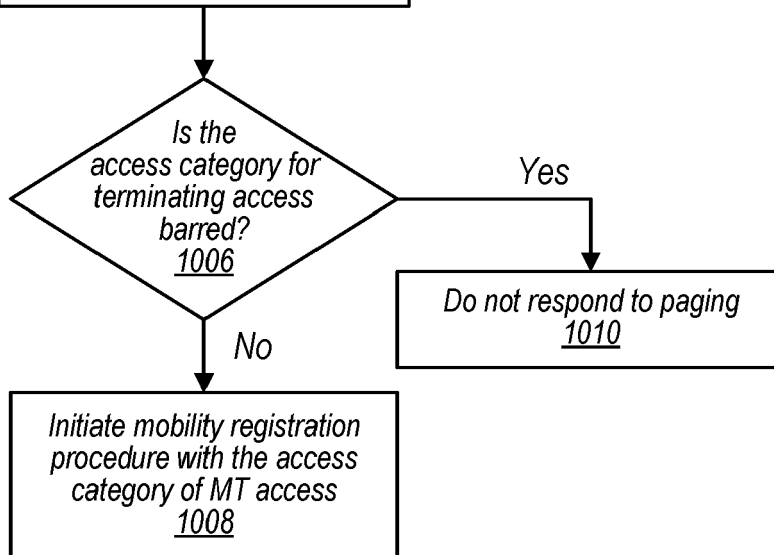 Is the
access category for
terminating access
barred?
1006
Yes
Do not respond to paging
1010
No
Initiate mobility registration
procedure with the access
category of MT access
1008